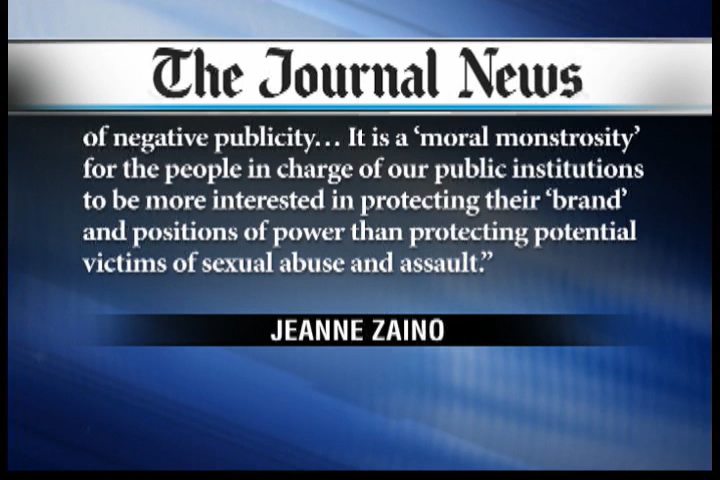 The Journal News
of negative publicity... It is a ‘moral monstrosity’
for the people in charge of our public institutions
to be more interested in protecting their ‘brand’
and positions of power than protecting potential
victims of sexual abuse and assault.”
JEANNE ZAINO